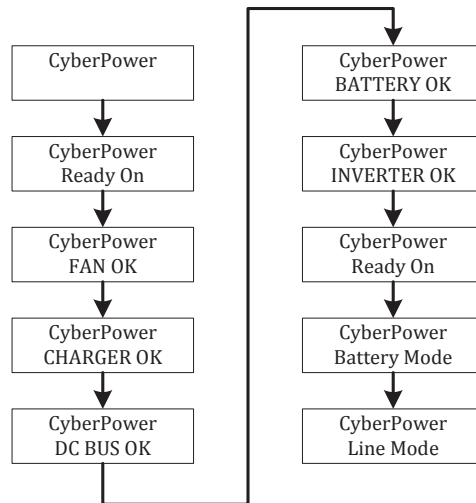 CyberPower
CyberPower
Ready On
CyberPower
FAN OK
CyberPower
CHARGER OK
CyberPower
DC BUS OK
CyberPower
BATTERY OK
CyberPower
INVERTER OK
CyberPower
Ready On
CyberPower
Battery Mode
CyberPower
Line Mode